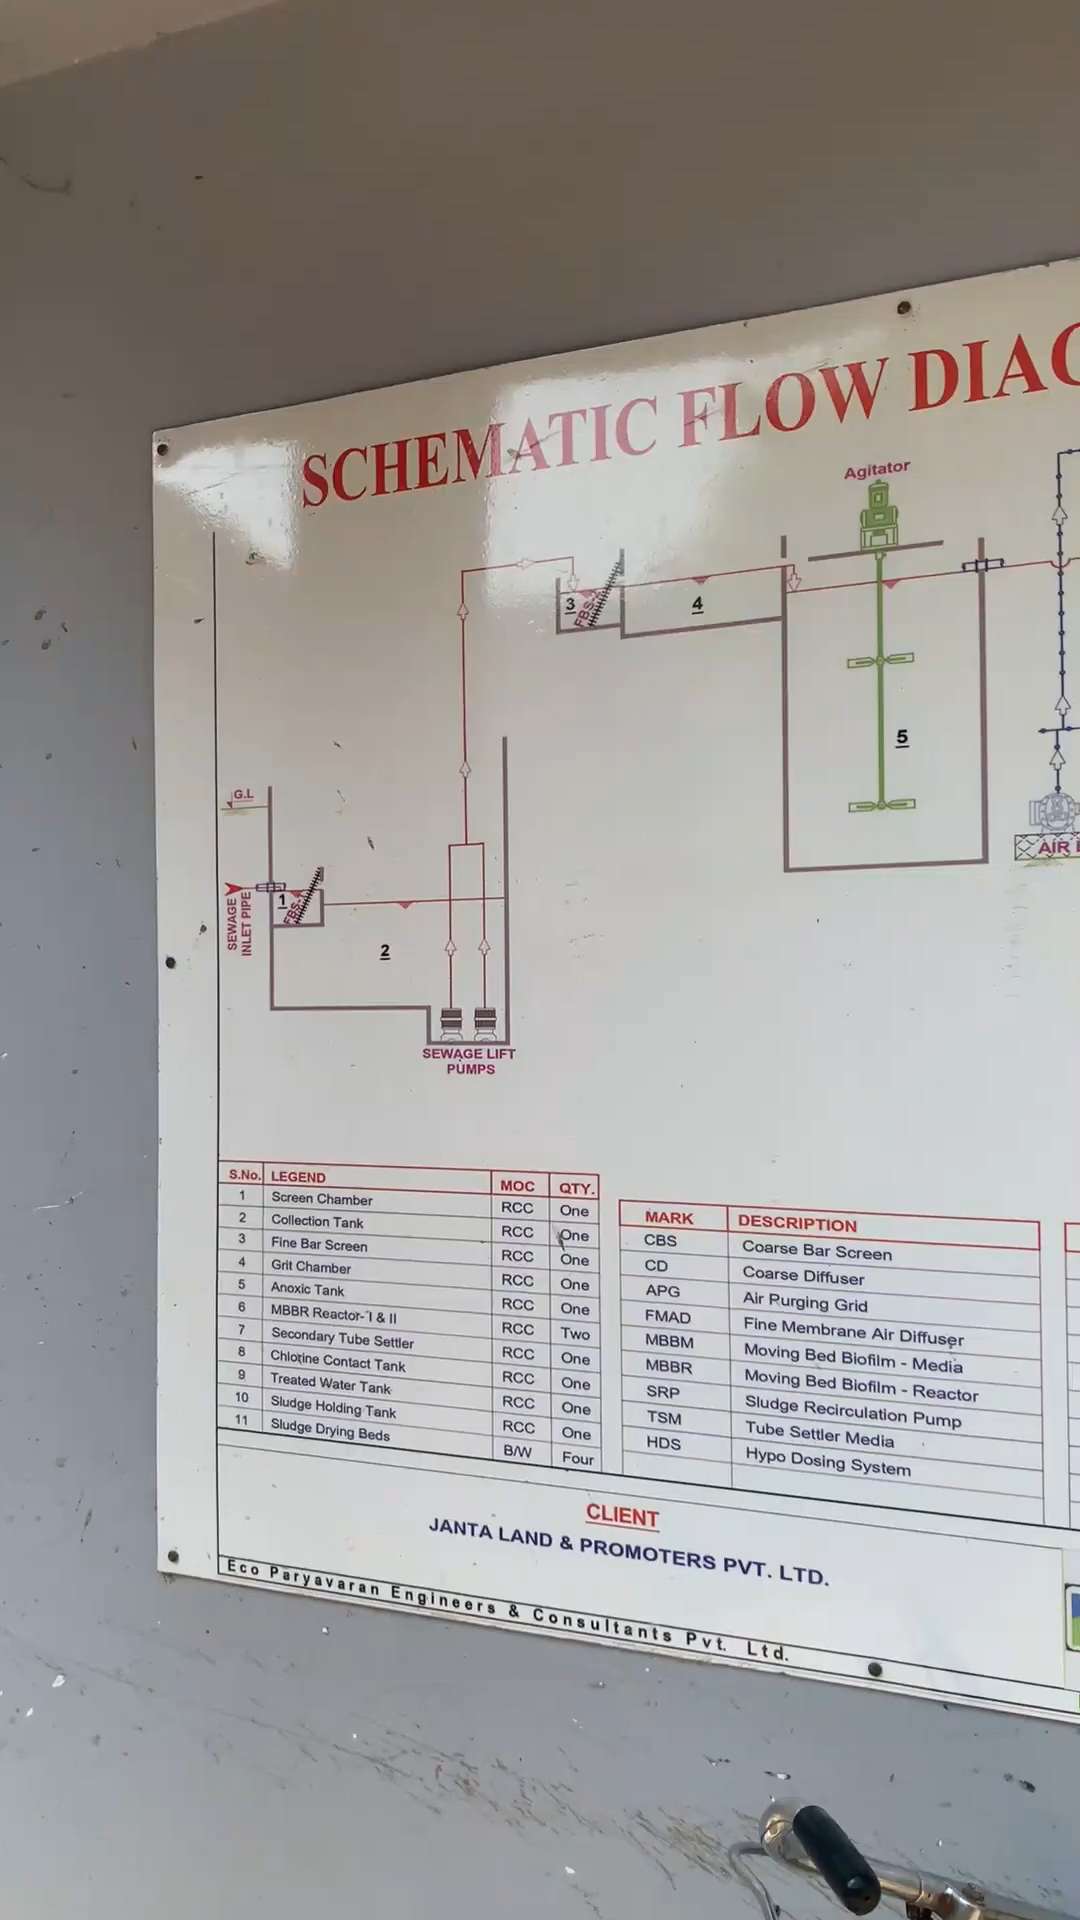 SCHEMATIC FLOW DIAG
Agitator
3
FBS-2
4
5
G.L
SEWAGE
INLET PIPE
1
FBS-1
2
AIR
SEWAGE LIFT
PUMPS
S.No. LEGEND MOC QTY.
1 Screen Chamber RCC One
2 Collection Tank RCC One
3 Fine Bar Screen RCC One
4 Grit Chamber RCC One
5 Anoxic Tank RCC One
6 MBBR Reactor- I & II RCC Two
7 Secondary Tube Settler RCC One
8 Chlorine Contact Tank RCC One
9 Treated Water Tank RCC One
10 Sludge Holding Tank RCC One
11 Sludge Drying Beds B/W Four
MARK DESCRIPTION
CBS Coarse Bar Screen
CD Coarse Diffuser
APG Air Purging Grid
FMAD Fine Membrane Air Diffuser
MBBM Moving Bed Biofilm - Media
MBBR Moving Bed Biofilm - Reactor
SRP Sludge Recirculation Pump
TSM Tube Settler Media
HDS Hypo Dosing System
CLIENT
JANTA LAND & PROMOTERS PVT. LTD.
Eco Paryavaran Engineers & Consultants Pvt. Ltd.